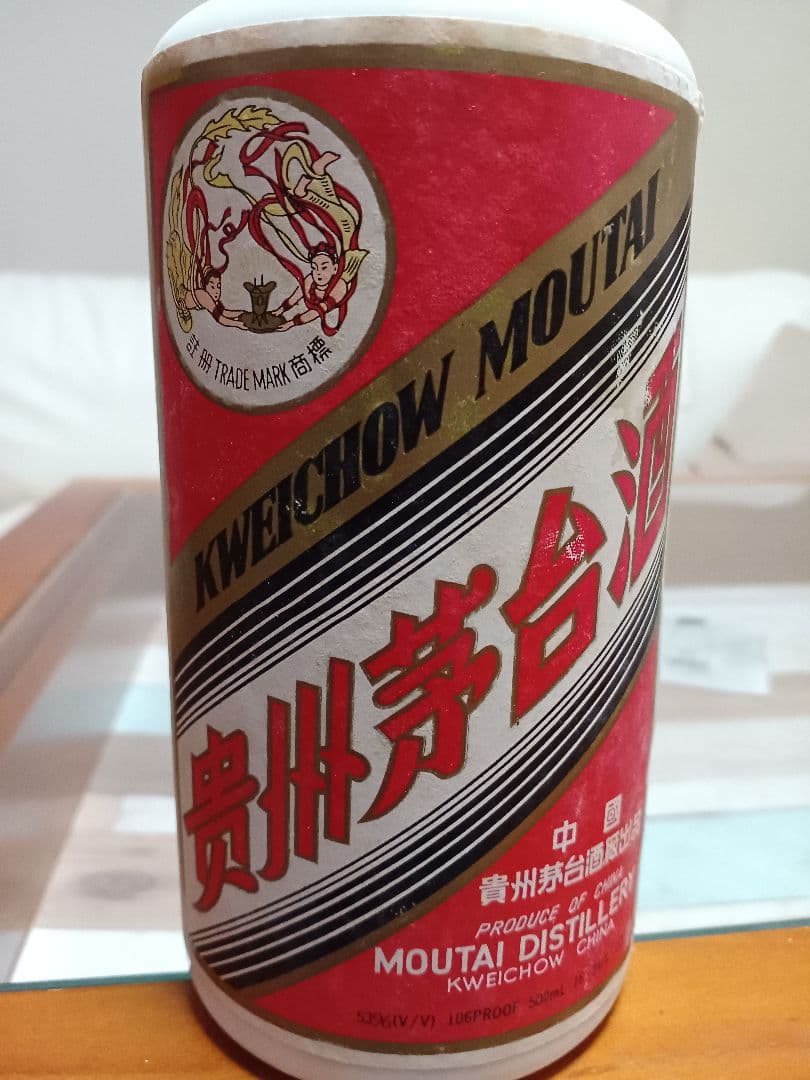 註冊 TRADE MARK 商標
KWEICHOW MOUTAI
贵州茅台酒
中國
貴州茅台酒廠出品
PRODUCE OF CHINA
MOUTAI DISTILLERY
KWEICHOW CHINA
53%(V/V) 106PROOF 500mL